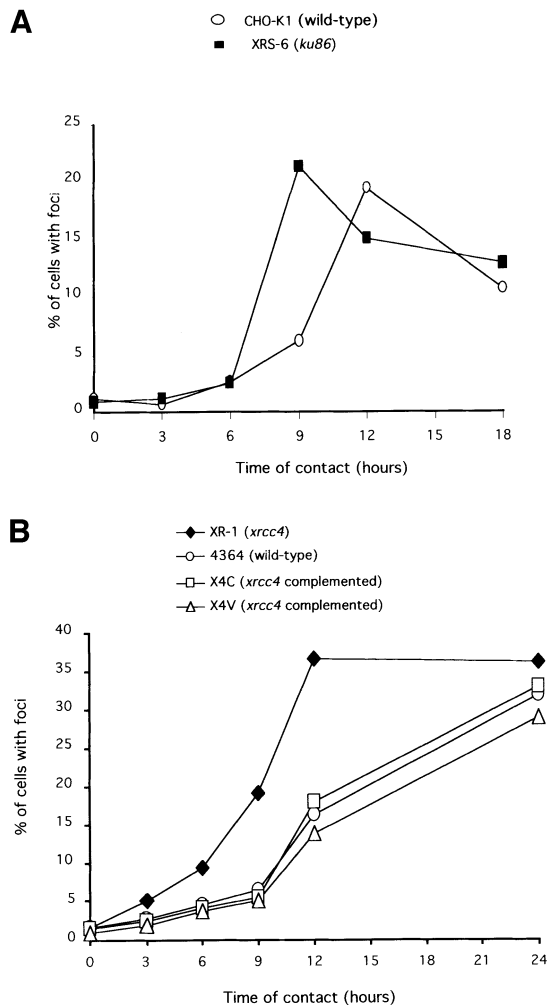 A
CHO-K1 (wild-type)
XRS-6 (ku86)
25
20
15
10
5
0
% of cells with foci
0 3 6 9 12 15 18
Time of contact (hours)
B
XR-1 (xrcc4)
4364 (wild-type)
X4C (xrcc4 complemented)
X4V (xrcc4 complemented)
40
35
30
25
20
15
10
5
0
% of cells with foci
0 3 6 9 12 15 18 21 24
Time of contact (hours)